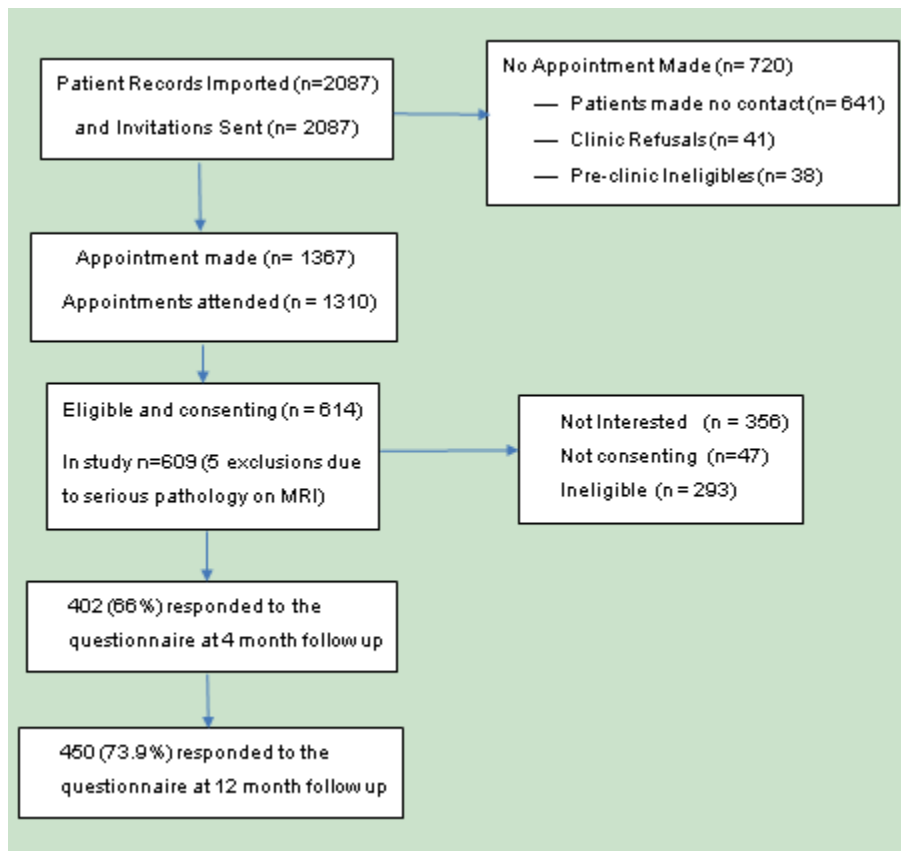 Patient Records Imported (n=2087)
and Invitations Sent (n= 2087)
No Appointment Made (n= 720)
— Patients made no contact (n= 641)
— Clinic Refusals (n= 41)
— Pre-clinic Ineligibles (n= 38)
Appointment made (n= 1367)
Appointments attended (n = 1310)
Eligible and consenting (n = 614)
In study n=609 (5 exclusions due
to serious pathology on MRI)
Not Interested (n = 356)
Not consenting (n=47)
Ineligible (n = 293)
402 (66%) responded to the
questionnaire at 4 month follow up
450 (73.9%) responded to the
questionnaire at 12 month follow up